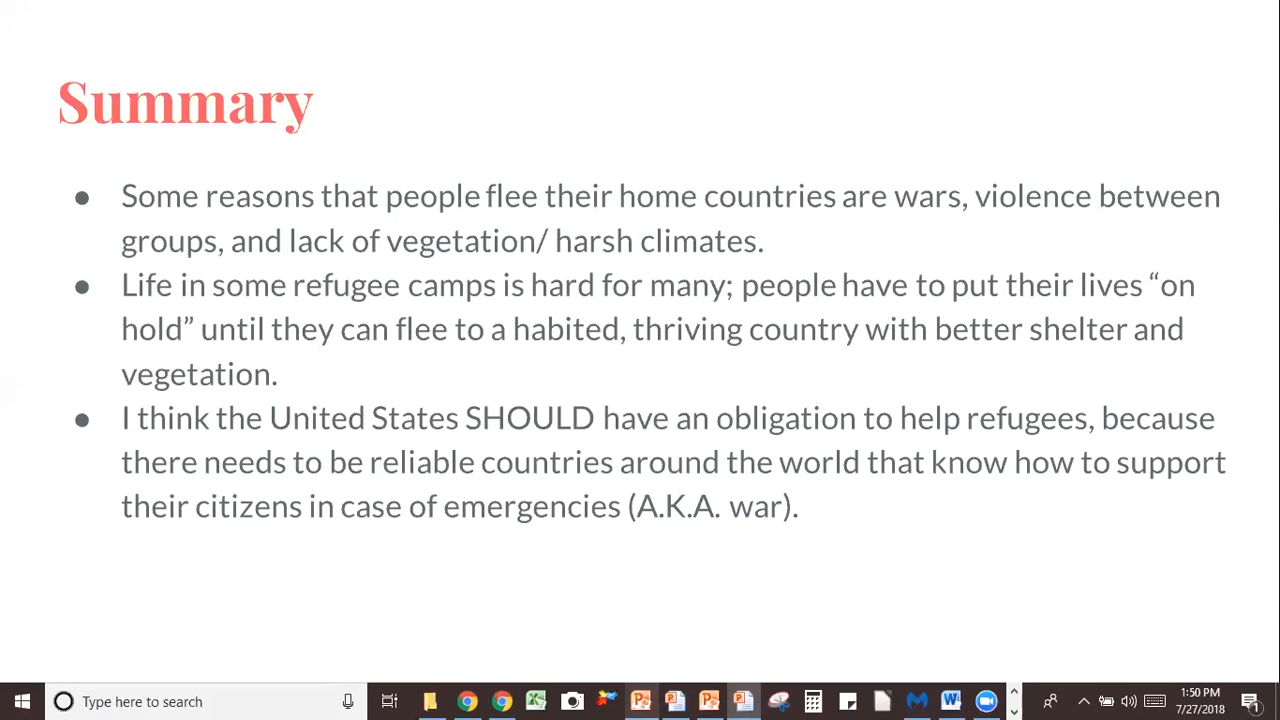 Summary
● Some reasons that people flee their home countries are wars, violence between
groups, and lack of vegetation/ harsh climates.
● Life in some refugee camps is hard for many; people have to put their lives “on
hold” until they can flee to a habited, thriving country with better shelter and
vegetation.
● I think the United States SHOULD have an obligation to help refugees, because
there needs to be reliable countries around the world that know how to support
their citizens in case of emergencies (A.K.A. war).
Type here to search
1:50 PM
7/27/2018